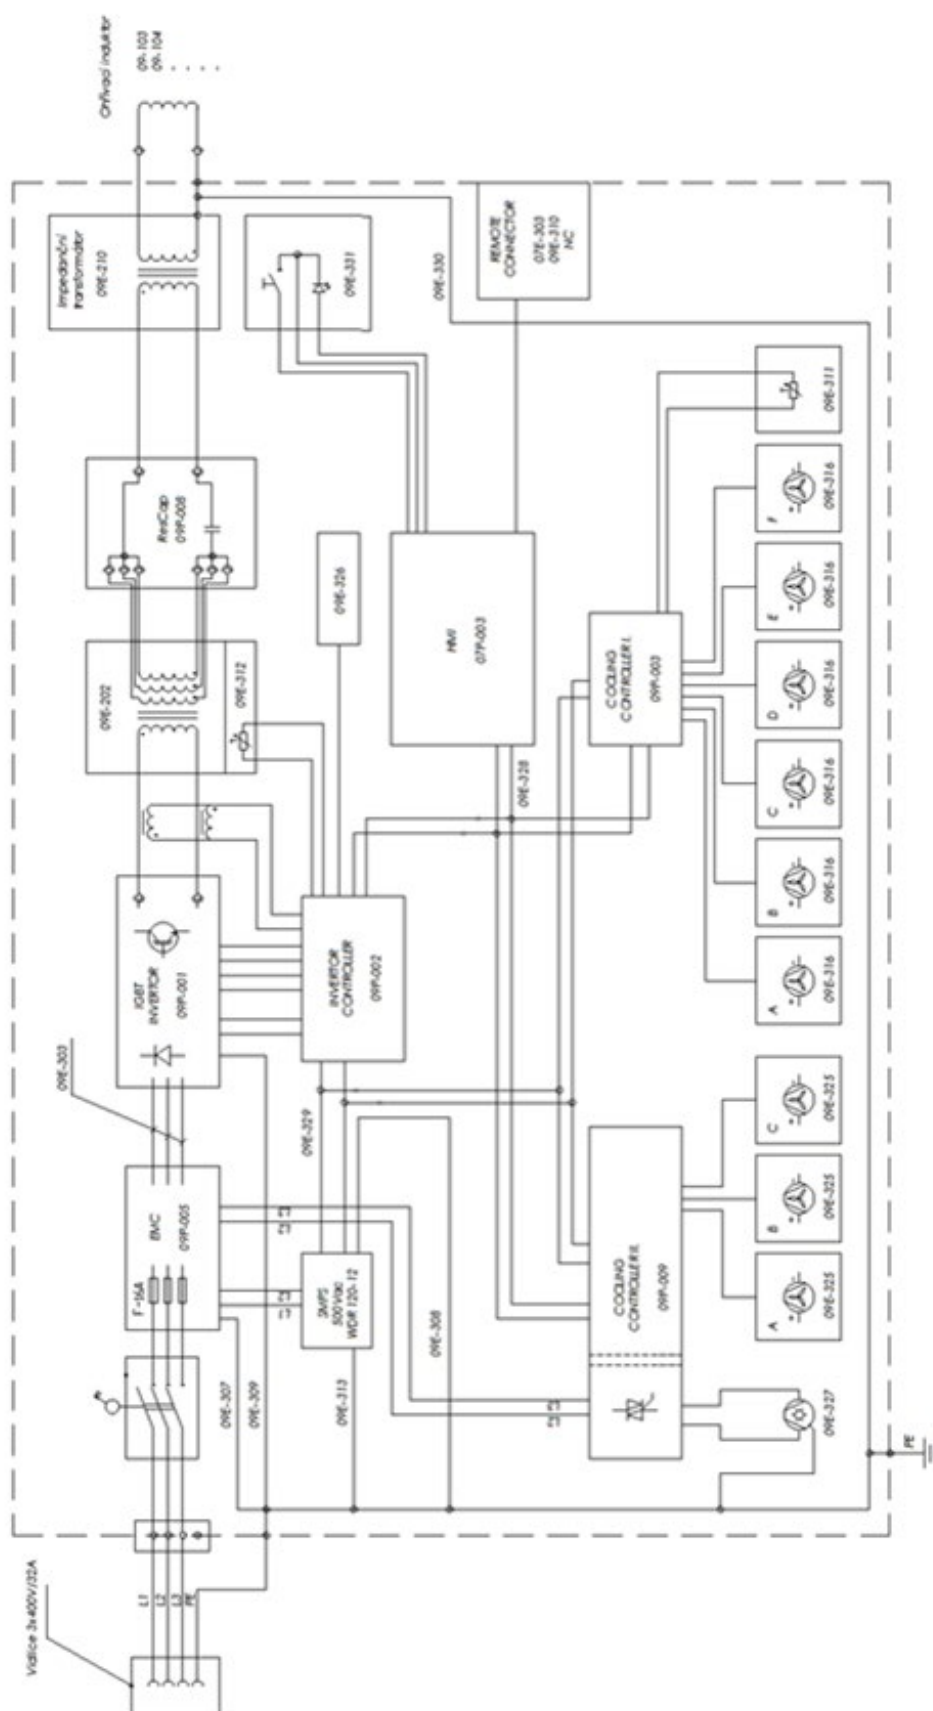 Vidlice 3x400V/32A
L1
L2
L3
PE
F-16A
EMC
09P-005
09E-303
IGBT
INVERTOR
09P-001
09E-202
09E-312
ResCap
09P-008
Impedanční
transformátor
09E-210
Ohřívací induktor
09-103
09-104
-
-
-
-
09E-307
09E-309
09E-313
SMPS
500 Vac
WDR 120-12
09E-329
09E-308
INVERTOR
CONTROLLER
09P-002
09E-326
09E-331
HMI
07P-003
09E-328
09E-330
REMOTE
CONNECTOR
07E-303
09E-310
NC
COOLING
CONTROLLER II.
09P-009
COOLING
CONTROLLER I.
09P-003
09E-327
A
09E-325
B
09E-325
C
09E-325
A
09E-316
B
09E-316
C
09E-316
D
09E-316
E
09E-316
F
09E-316
09E-311
PE